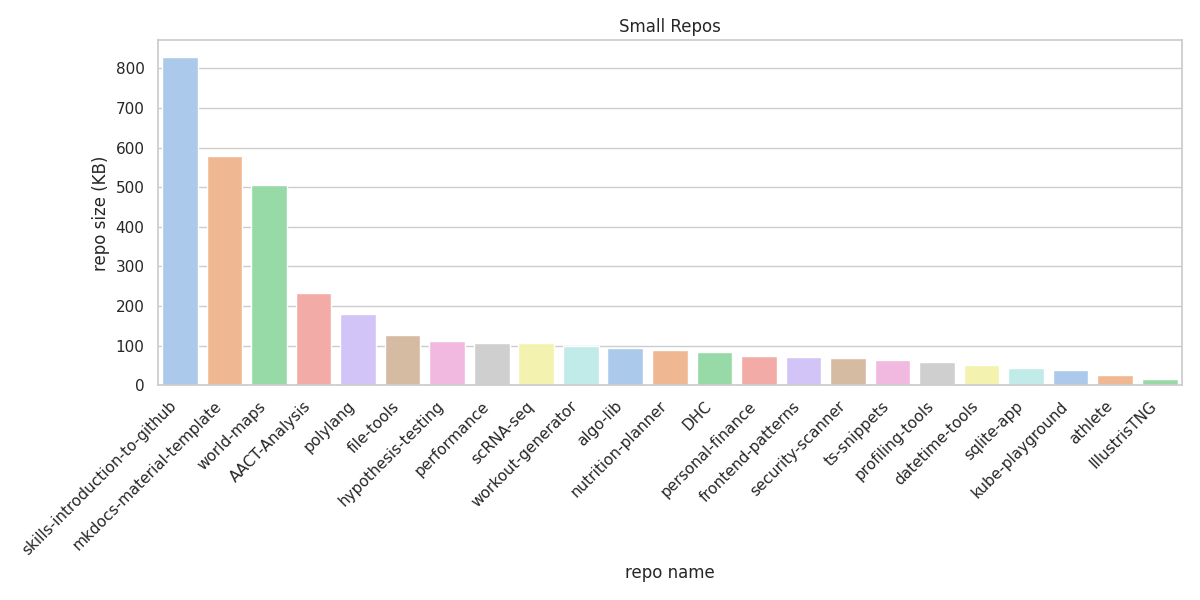 Small Repos
repo size (KB)
800
700
600
500
400
300
200
100
0
skills-introduction-to-github
mkdocs-material-template
world-maps
AACT-Analysis
polylang
file-tools
hypothesis-testing
performance
scRNA-seq
workout-generator
algo-lib
nutrition-planner
DHC
personal-finance
frontend-patterns
security-scanner
ts-snippets
profiling-tools
datetime-tools
sqlite-app
kube-playground
athlete
IllustrisTNG
repo name